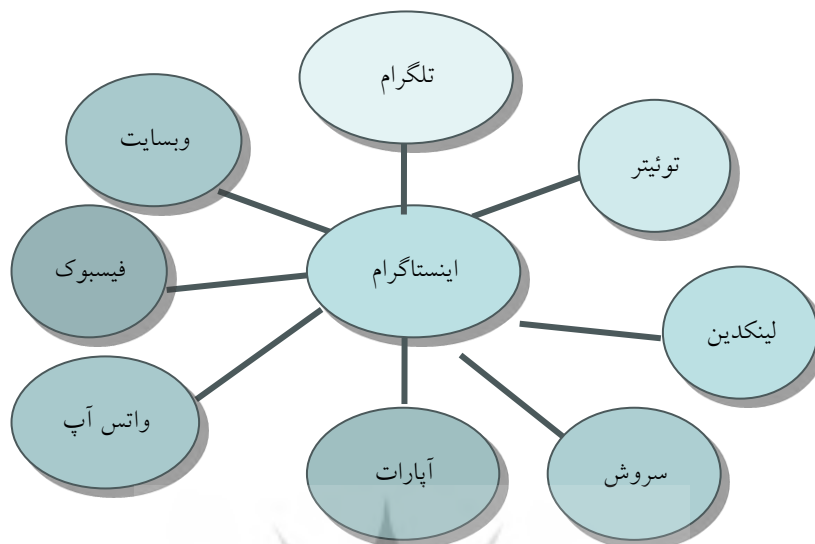 تلگرام
وبسایت
توئیتر
فیسبوک
اینستاگرام
لینکدین
واتس آپ
آپارات
سروش